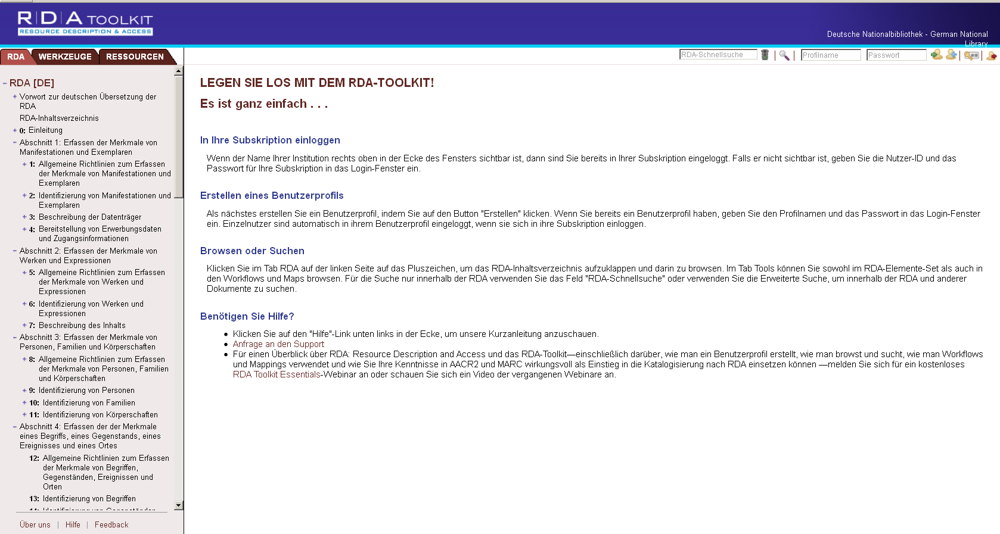 R|D|A TOOLKIT
RESOURCE DESCRIPTION & ACCESS
Deutsche Nationalbibliothek - German National
Library
RDA WERKZEUGE RESSOURCEN
RDA-Schnellsuche Profilname Passwort
RDA [DE]
Vorwort zur deutschen Übersetzung der
RDA
RDA-Inhaltsverzeichnis
0: Einleitung
Abschnitt 1: Erfassen der Merkmale von
Manifestationen und Exemplaren
1: Allgemeine Richtlinien zum Erfassen
der Merkmale von Manifestationen und
Exemplaren
2: Identifizierung von Manifestationen und
Exemplaren
3: Beschreibung der Datenträger
4: Bereitstellung von Erwerbungsdaten
und Zugangsinformationen
Abschnitt 2: Erfassen der Merkmale von
Werken und Expressionen
5: Allgemeine Richtlinien zum Erfassen
der Merkmale von Werken und
Expressionen
6: Identifizierung von Werken und
Expressionen
7: Beschreibung des Inhalts
Abschnitt 3: Erfassen der Merkmale von
Personen, Familien und Körperschaften
8: Allgemeine Richtlinien zum Erfassen
der Merkmale von Personen, Familien
und Körperschaften
9: Identifizierung von Personen
10: Identifizierung von Familien
11: Identifizierung von Körperschaften
Abschnitt 4: Erfassen der der Merkmale
eines Begriffs, eines Gegenstands, eines
Ereignisses und eines Ortes
12: Allgemeine Richtlinien zum Erfassen
der Merkmale von Begriffen,
Gegenständen, Ereignissen und
Orten
13: Identifizierung von Begriffen
14: Identifizierung von Gegenständen
Über uns | Hilfe | Feedback
LEGEN SIE LOS MIT DEM RDA-TOOLKIT!
Es ist ganz einfach . . .
In Ihre Subskription einloggen
Wenn der Name Ihrer Institution rechts oben in der Ecke des Fensters sichtbar ist, dann sind Sie bereits in Ihrer Subskription eingeloggt. Falls er nicht sichtbar ist, geben Sie die Nutzer-ID und das
Passwort für Ihre Subskription in das Login-Fenster ein.
Erstellen eines Benutzerprofils
Als nächstes erstellen Sie ein Benutzerprofil, indem Sie auf den Button "Erstellen" klicken. Wenn Sie bereits ein Benutzerprofil haben, geben Sie den Profilnamen und das Passwort in das Login-Fenster
ein. Einzelnutzer sind automatisch in ihrem Benutzerprofil eingeloggt, wenn sie sich in ihre Subskription einloggen.
Browsen oder Suchen
Klicken Sie im Tab RDA auf der linken Seite auf das Pluszeichen, um das RDA-Inhaltsverzeichnis aufzuklappen und darin zu browsen. Im Tab Tools können Sie sowohl im RDA-Elemente-Set als auch in
den Workflows und Maps browsen. Für die Suche nur innerhalb der RDA verwenden Sie das Feld "RDA-Schnellsuche" oder verwenden Sie die Erweiterte Suche, um innerhalb der RDA und anderer
Dokumente zu suchen.
Benötigen Sie Hilfe?
Klicken Sie auf den "Hilfe"-Link unten links in der Ecke, um unsere Kurzanleitung anzuschauen.
Anfrage an den Support
Für einen Überblick über RDA: Resource Description and Access und das RDA-Toolkit—einschließlich darüber, wie man ein Benutzerprofil erstellt, wie man browst und sucht, wie man Workflows
und Mappings verwendet und wie Sie Ihre Kenntnisse in AACR2 und MARC wirkungsvoll als Einstieg in die Katalogisierung nach RDA einsetzen können —melden Sie sich für ein kostenloses
RDA Toolkit Essentials-Webinar an oder schauen Sie sich ein Video der vergangenen Webinare an.